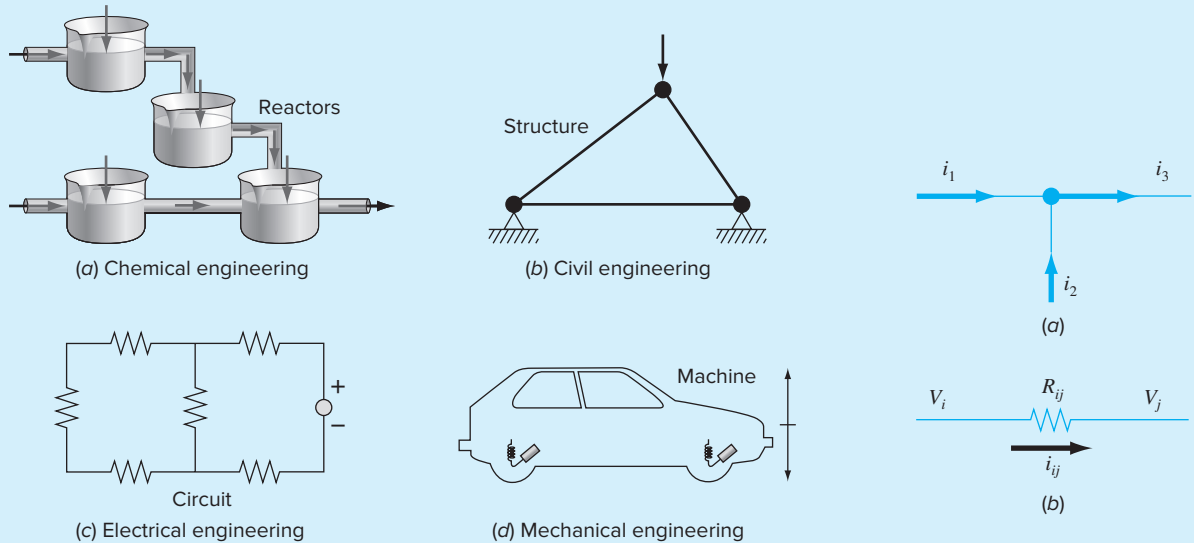 Reactors
(a) Chemical engineering
Structure
(b) Civil engineering
+
−
Circuit
(c) Electrical engineering
Machine
(d) Mechanical engineering
i₁
i₃
i₂
(a)
Vᵢ Rᵢⱼ Vⱼ
iᵢⱼ
(b)